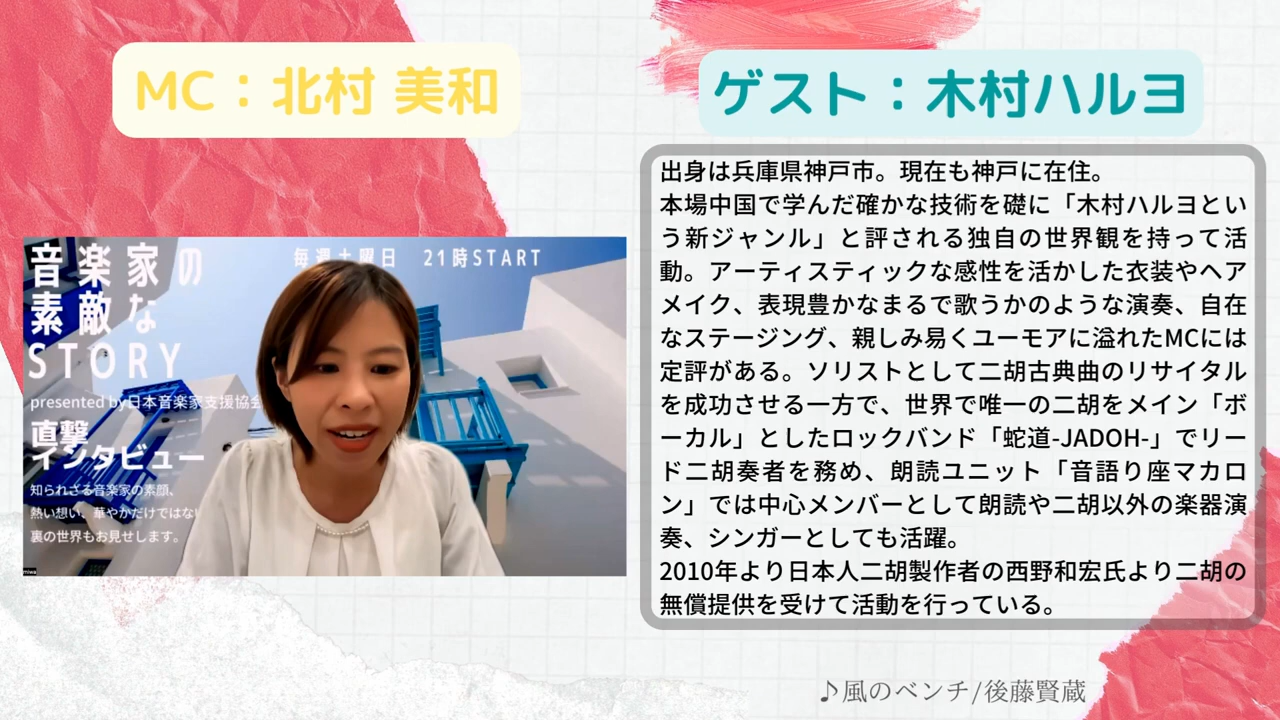 MC：北村 美和
ゲスト：木村ハルヨ
音楽家の
素敵な
STORY
毎週土曜日 21時START
presented by日本音楽家支援協会
直撃
インタビュー
知られざる音楽家の素顔、
熱い想い、華やかだけではない
裏の世界もお見せします。
miwa
出身は兵庫県神戸市。現在も神戸に在住。
本場中国で学んだ確かな技術を礎に「木村ハルヨとい
う新ジャンル」と評される独自の世界観を持って活
動。アーティスティックな感性を活かした衣装やヘア
メイク、表現豊かなまるで歌うかのような演奏、自在
なステージング、親しみ易くユーモアに溢れたMCには
定評がある。ソリストとして二胡古典曲のリサイタル
を成功させる一方で、世界で唯一の二胡をメイン「ボ
ーカル」としたロックバンド「蛇道-JADOH-」でリー
ド二胡奏者を務め、朗読ユニット「音語り座マカロ
ン」では中心メンバーとして朗読や二胡以外の楽器演
奏、シンガーとしても活躍。
2010年より日本人二胡製作者の西野和宏氏より二胡の
無償提供を受けて活動を行っている。
♪風のベンチ/後藤賢蔵